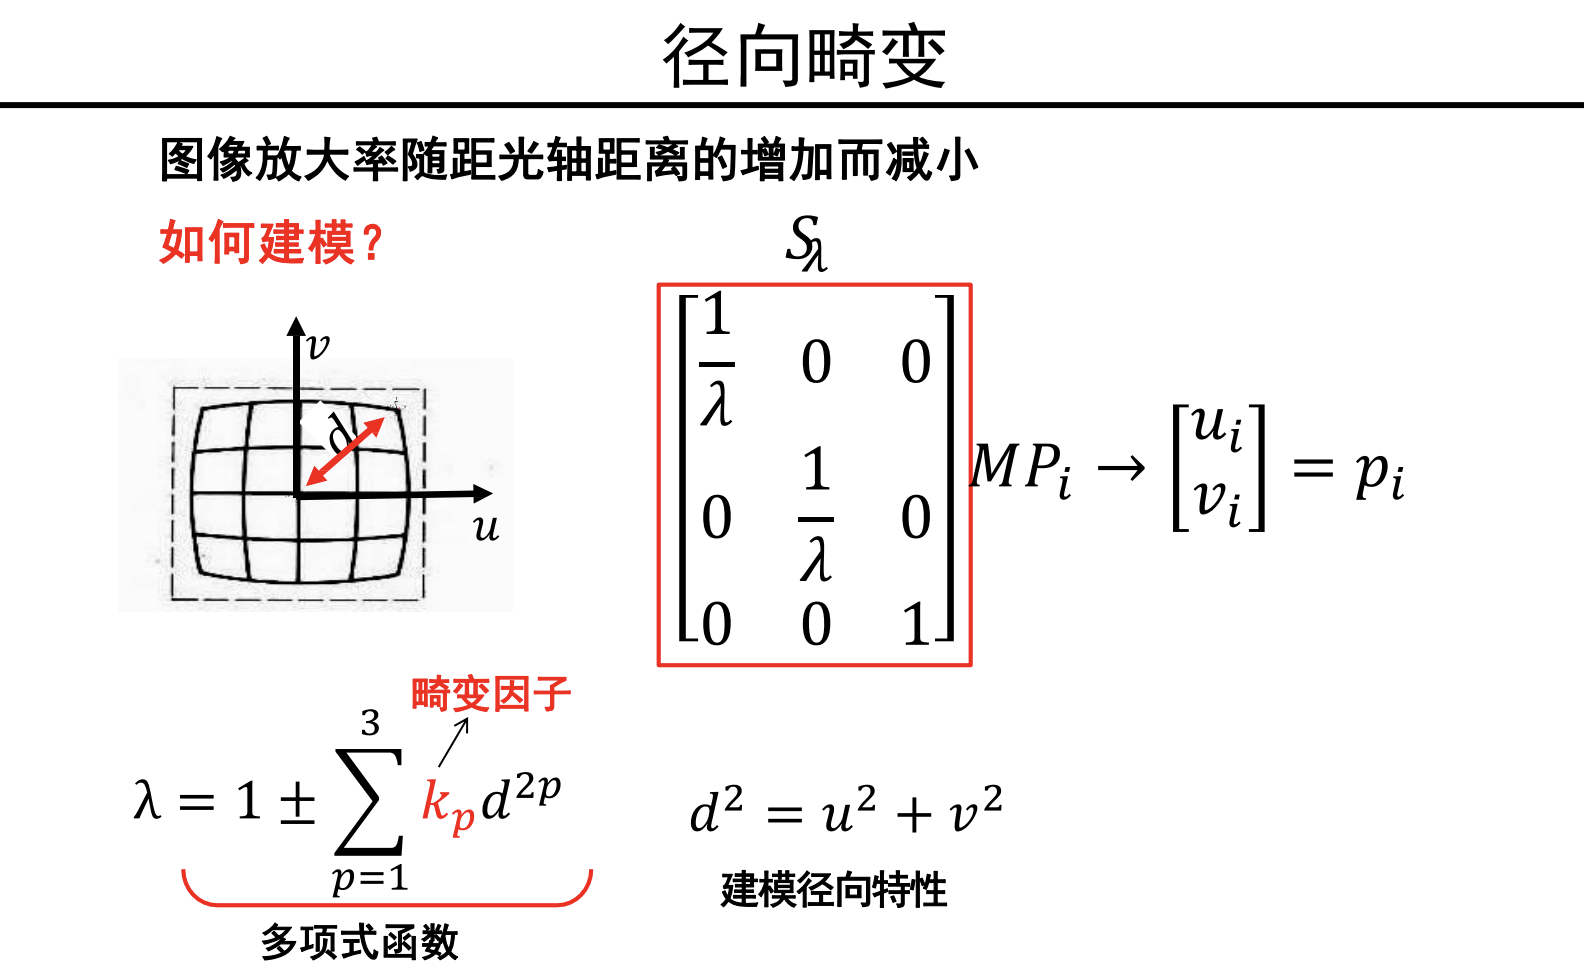 径向畸变
图像放大率随距光轴距离的增加而减小
如何建模?
S_λ
v
d
u
[1/λ 0 0; 0 1/λ 0; 0 0 1] MP_i → [u_i; v_i] = p_i
畸变因子
λ = 1 ± ∑_{p=1}^{3} k_p d^{2p}
d² = u² + v²
建模径向特性
多项式函数